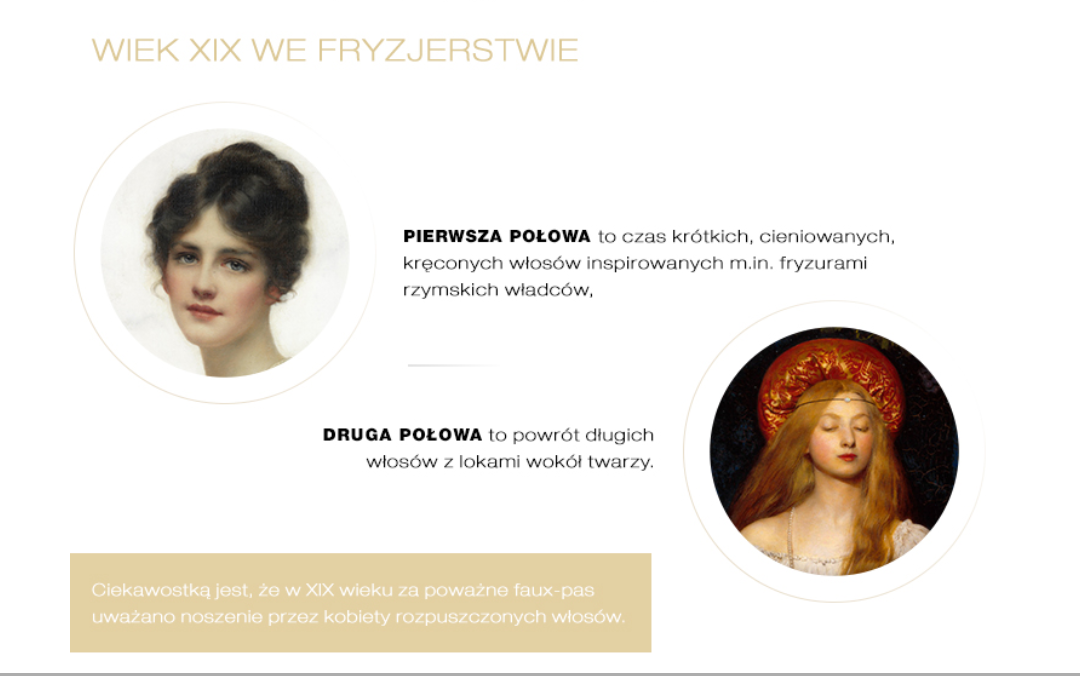 WIEK XIX WE FRYZJERSTWIE
PIERWSZA POŁOWA to czas krótkich, cieniowanych,
kręconych włosów inspirowanych m.in. fryzurami
rzymskich władców,
DRUGA POŁOWA to powrót długich
włosów z lokami wokół twarzy.
Ciekawostką jest, że w XIX wieku za poważne faux-pas
uważano noszenie przez kobiety rozpuszczonych włosów.